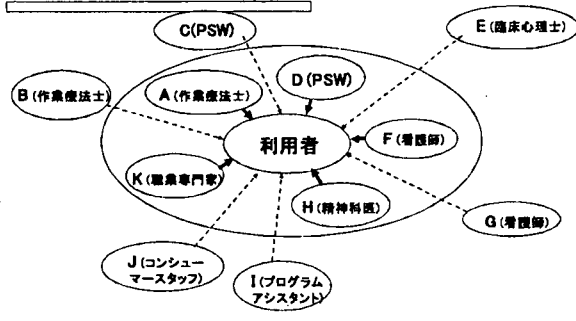 C(PSW)
E(臨床心理士)
D(PSW)
B(作業療法士)
A(作業療法士)
利用者
F(看護師)
K(職業専門家)
H(精神科医)
G(看護師)
J(コンシュー
マースタッフ)
I(プログラム
アシスタント)